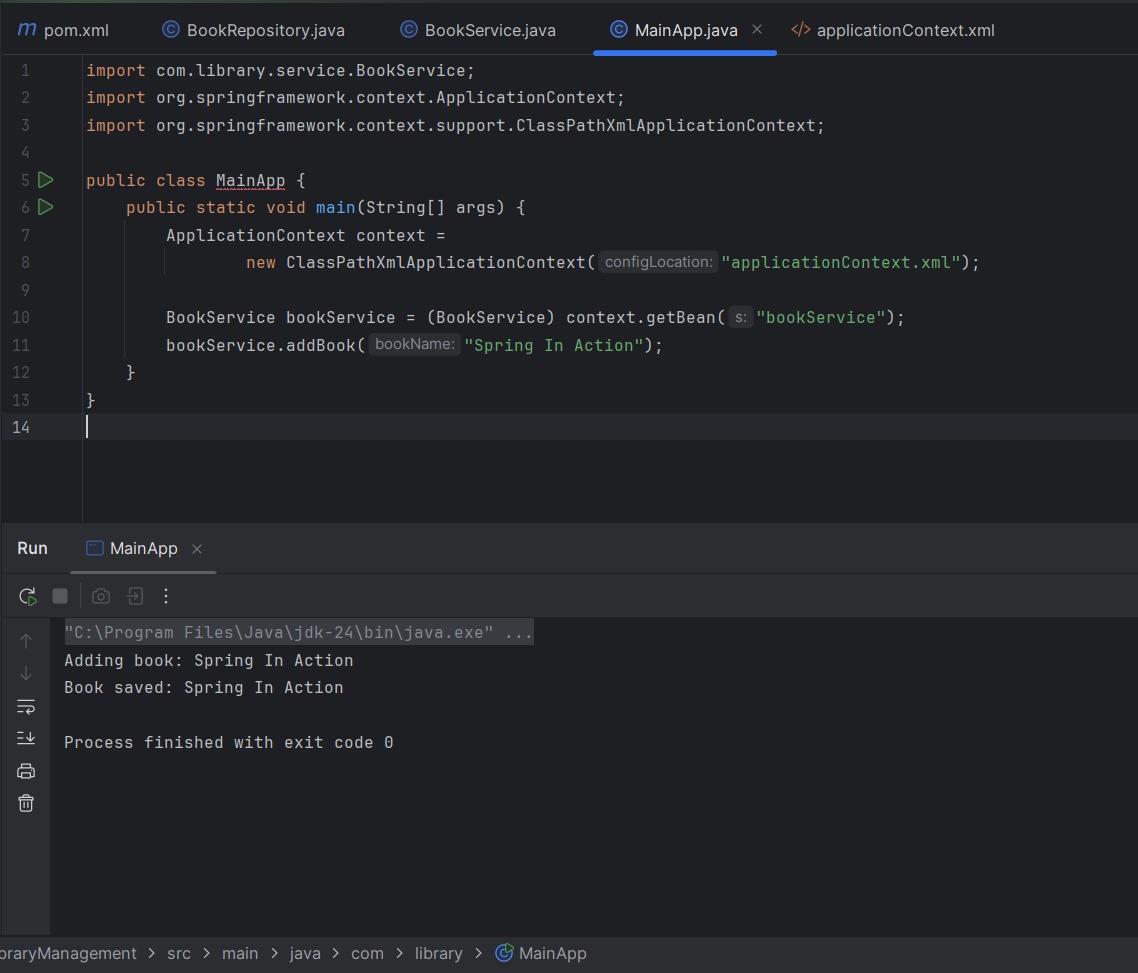 m pom.xml
BookRepository.java
BookService.java
MainApp.java
</> applicationContext.xml
1 import com.library.service.BookService;
2 import org.springframework.context.ApplicationContext;
3 import org.springframework.context.support.ClassPathXmlApplicationContext;
4
5 public class MainApp {
6 public static void main(String[] args) {
7 ApplicationContext context =
8 new ClassPathXmlApplicationContext( configLocation: "applicationContext.xml");
9
10 BookService bookService = (BookService) context.getBean( s: "bookService");
11 bookService.addBook( bookName: "Spring In Action");
12 }
13 }
14
Run
MainApp
"C:\Program Files\Java\jdk-24\bin\java.exe" ...
Adding book: Spring In Action
Book saved: Spring In Action
Process finished with exit code 0
braryManagement > src > main > java > com > library > MainApp